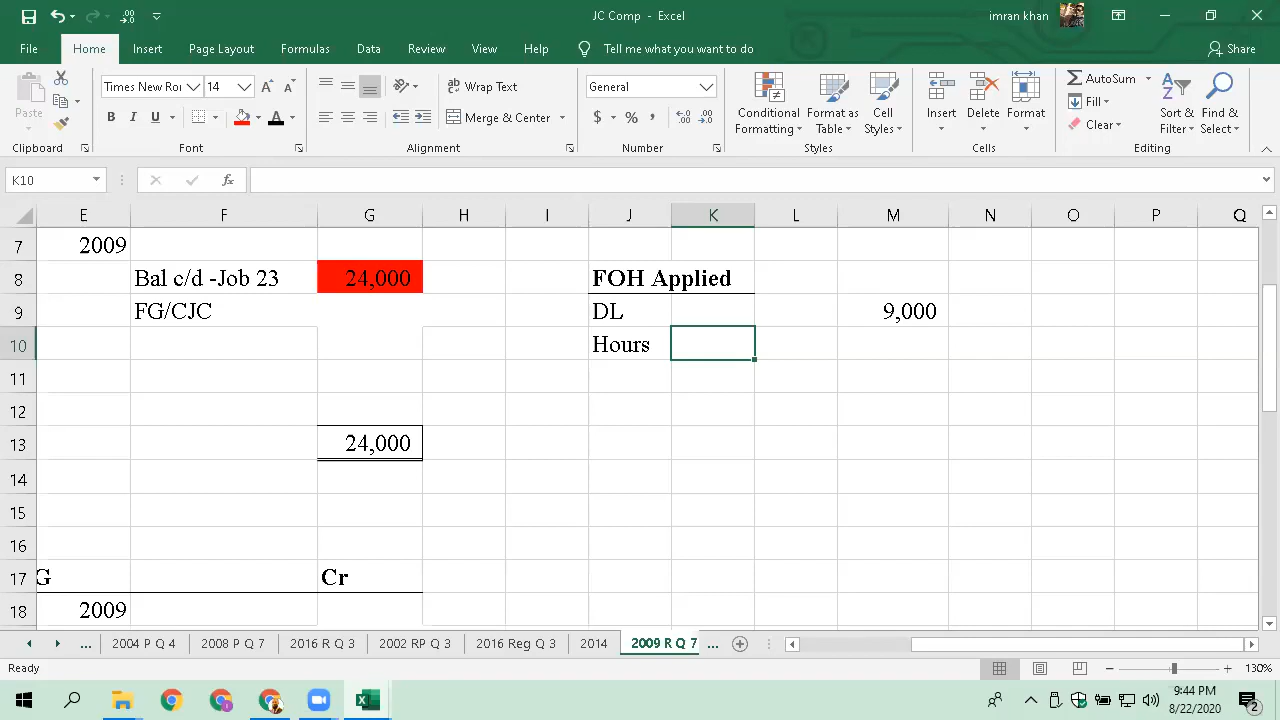 JC Comp - Excel
imran khan
File Home Insert Page Layout Formulas Data Review View Help Tell me what you want to do Share
Paste
Clipboard
Times New Ror 14
B I U A
Font
ab Wrap Text
Merge & Center
Alignment
General
$ % ,
Number
Conditional Formatting
Format as Table
Cell Styles
Styles
Insert Delete Format
Cells
AutoSum
Fill
Clear
Sort & Filter
Find & Select
Editing
K10 fx
E F G H I J K L M N O P Q
7 2009
8 Bal c/d -Job 23 24,000 FOH Applied
9 FG/CJC DL 9,000
10 Hours
11
12
13 24,000
14
15
16
17 G Cr
18 2009
... 2004 P Q 4 2008 P Q 7 2016 R Q 3 2002 RP Q 3 2016 Reg Q 3 2014 2009 R Q 7 ...
Ready 130%
9:44 PM
8/22/2020
2